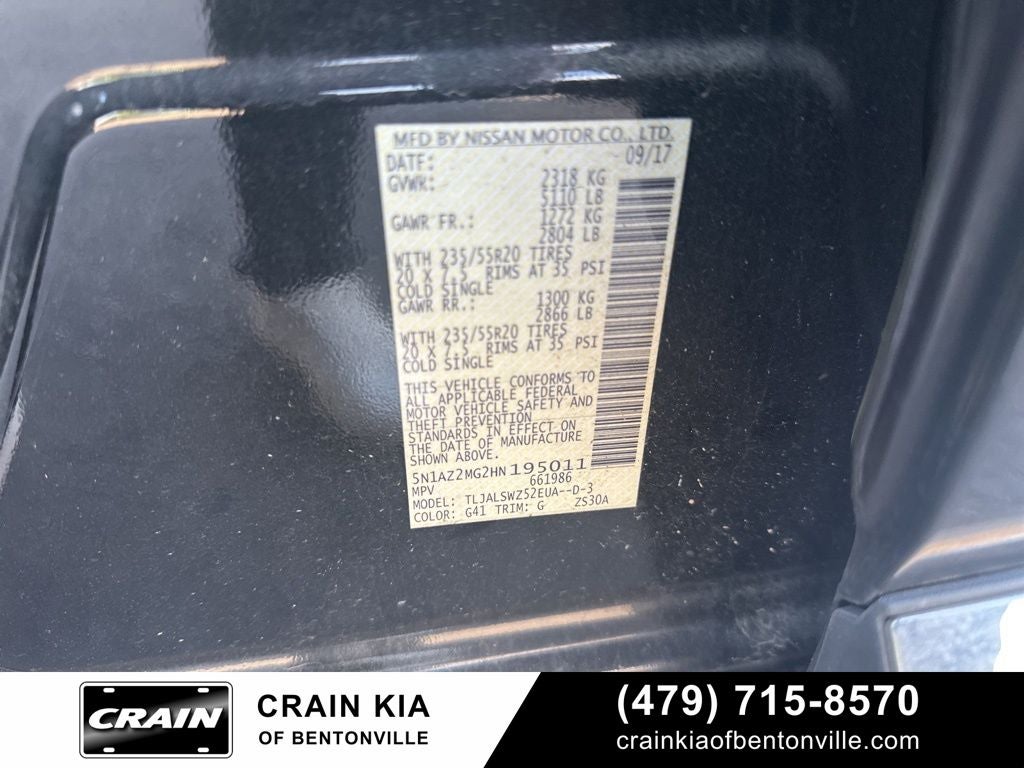 MFD BY NISSAN MOTOR CO., LTD.
DATE: 09/17
GVWR: 2318 KG
5110 LB
GAWR FR.: 1272 KG
2804 LB
WITH 235/55R20 TIRES
20 X 7.5 RIMS AT 35 PSI
COLD SINGLE
GAWR RR.: 1300 KG
2866 LB
WITH 235/55R20 TIRES
20 X 7.5 RIMS AT 35 PSI
COLD SINGLE
THIS VEHICLE CONFORMS TO
ALL APPLICABLE FEDERAL
MOTOR VEHICLE SAFETY AND
THEFT PREVENTION
STANDARDS IN EFFECT ON
THE DATE OF MANUFACTURE
SHOWN ABOVE.
5N1AZ2MG2HN195011
MPV 661986
MODEL: TLJALSWZ52EUA--D-3
COLOR: G41 TRIM: G ZS30A
CRAIN
CRAIN KIA
OF BENTONVILLE
(479) 715-8570
crainkiaofbentonville.com